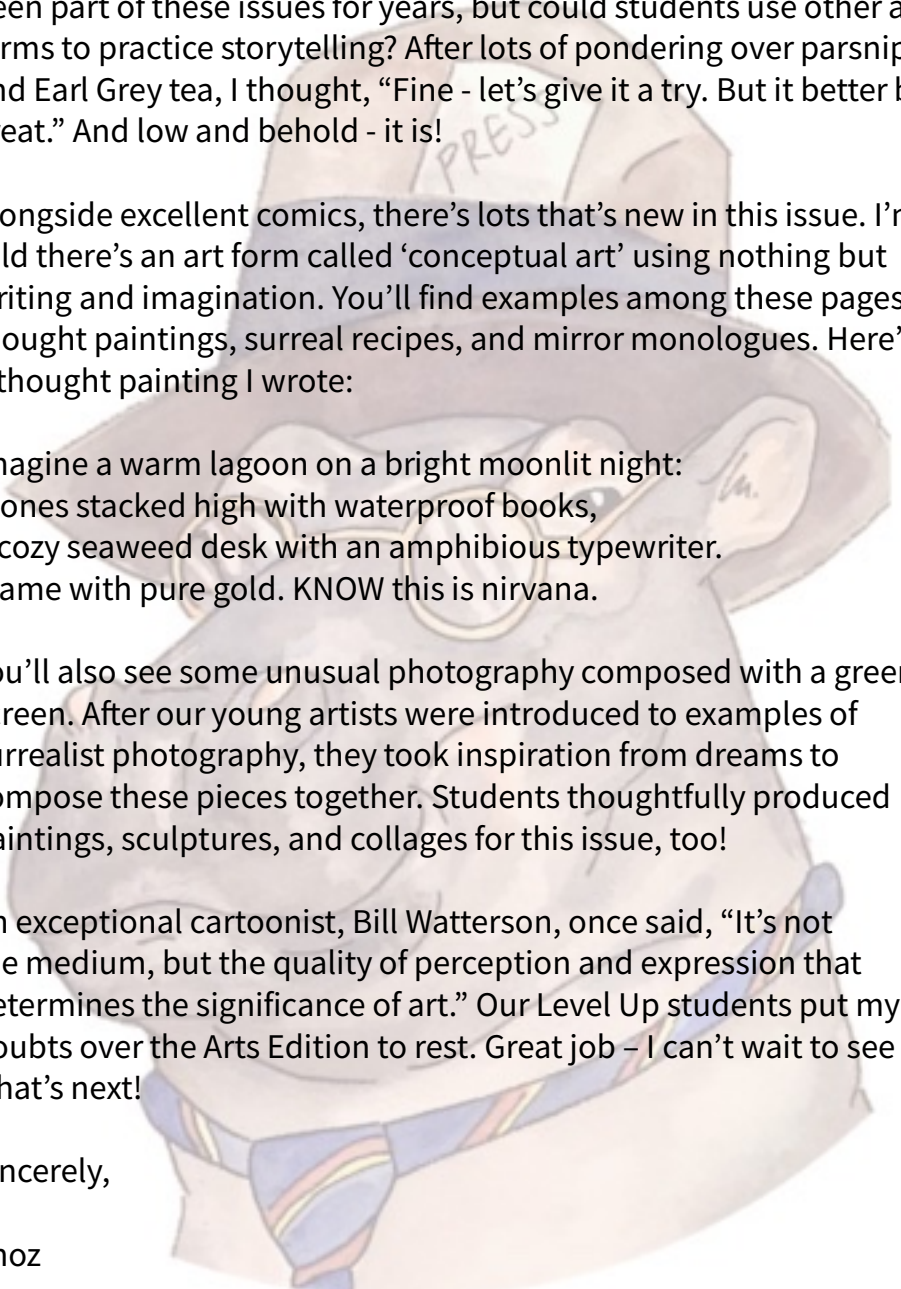 een part of these issues for years, but could students use other a
rms to practice storytelling? After lots of pondering over parsnip
nd Earl Grey tea, I thought, “Fine - let’s give it a try. But it better b
eat.” And low and behold - it is!
PRESS
ongside excellent comics, there’s lots that’s new in this issue. I’m
ld there’s an art form called ‘conceptual art’ using nothing but
riting and imagination. You’ll find examples among these pages
ought paintings, surreal recipes, and mirror monologues. Here’
thought painting I wrote:
nagine a warm lagoon on a bright moonlit night:
ones stacked high with waterproof books,
cozy seaweed desk with an amphibious typewriter.
ame with pure gold. KNOW this is nirvana.
ou’ll also see some unusual photography composed with a green
reen. After our young artists were introduced to examples of
urrealist photography, they took inspiration from dreams to
ompose these pieces together. Students thoughtfully produced
aintings, sculptures, and collages for this issue, too!
n exceptional cartoonist, Bill Watterson, once said, “It’s not
e medium, but the quality of perception and expression that
etermines the significance of art.” Our Level Up students put my
oubts over the Arts Edition to rest. Great job – I can’t wait to see
hat’s next!
ncerely,
noz